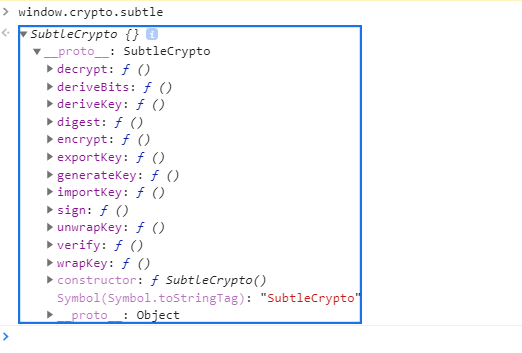 window.crypto.subtle
SubtleCrypto {} i
__proto__: SubtleCrypto
decrypt: ƒ ()
deriveBits: ƒ ()
deriveKey: ƒ ()
digest: ƒ ()
encrypt: ƒ ()
exportKey: ƒ ()
generateKey: ƒ ()
importKey: ƒ ()
sign: ƒ ()
unwrapKey: ƒ ()
verify: ƒ ()
wrapKey: ƒ ()
constructor: ƒ SubtleCrypto()
Symbol(Symbol.toStringTag): "SubtleCrypto"
__proto__: Object